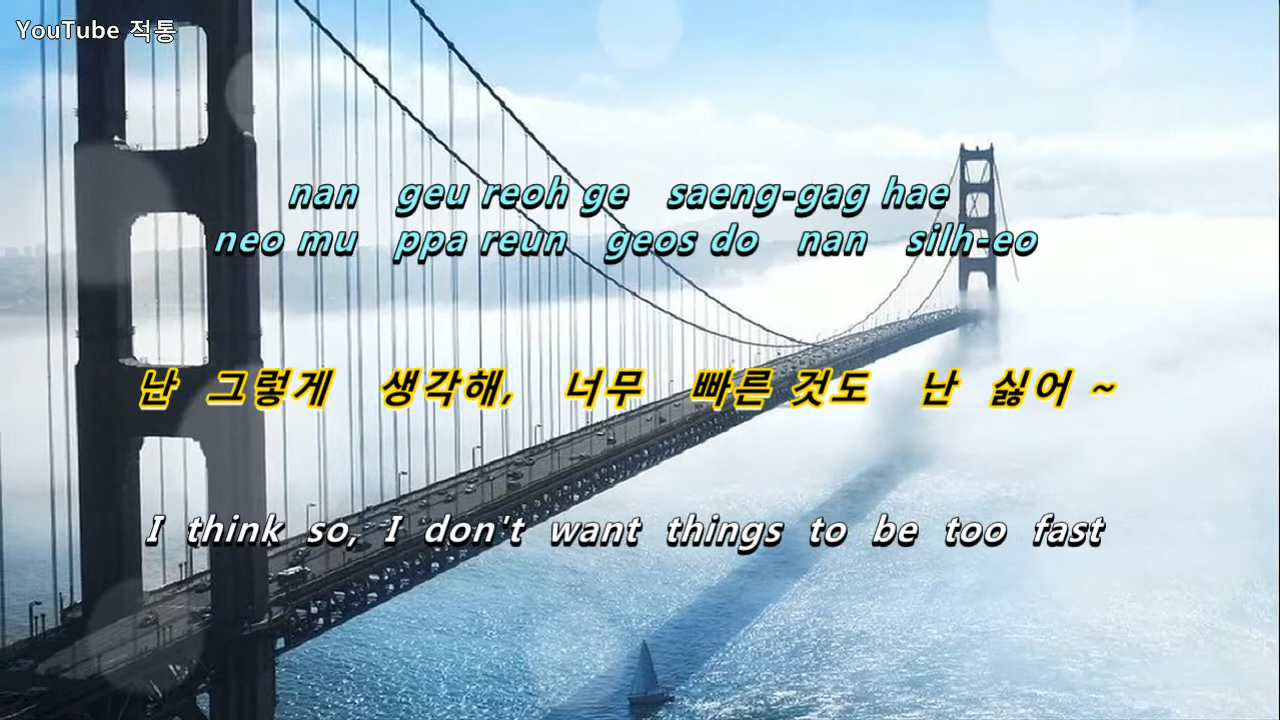 YouTube 적통
nan geu reoh ge saeng-gag hae
neo mu ppa reun geos do nan silh-eo
난 그렇게 생각해, 너무 빠른 것도 난 싫어 ~
I think so, I don't want things to be too fast